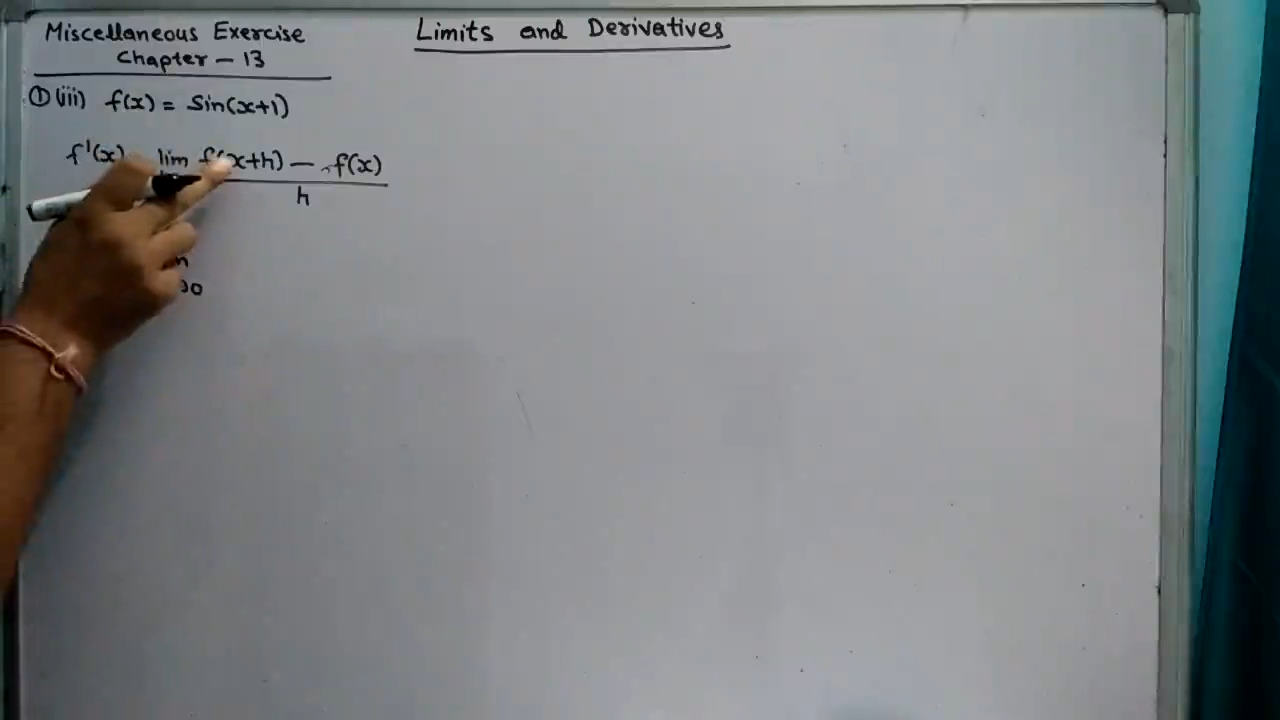 Miscellaneous Exercise
Chapter – 13
Limits and Derivatives
① (iii) f(x) = Sin(x+1)
f'(x) lim f(x+h) – f(x)
h